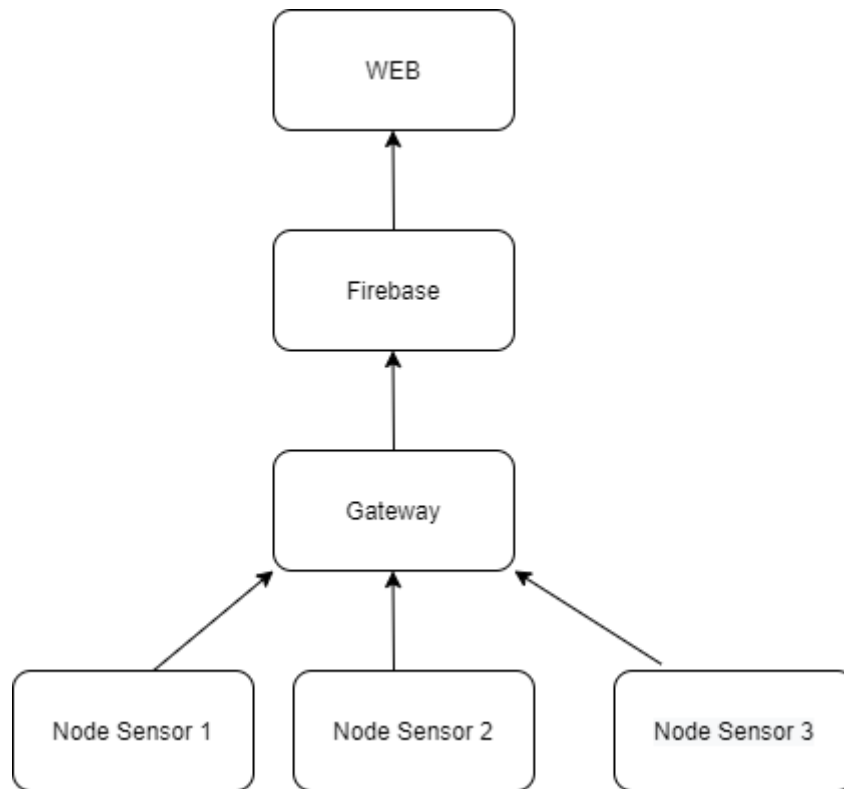 WEB
Firebase
Gateway
Node Sensor 1
Node Sensor 2
Node Sensor 3